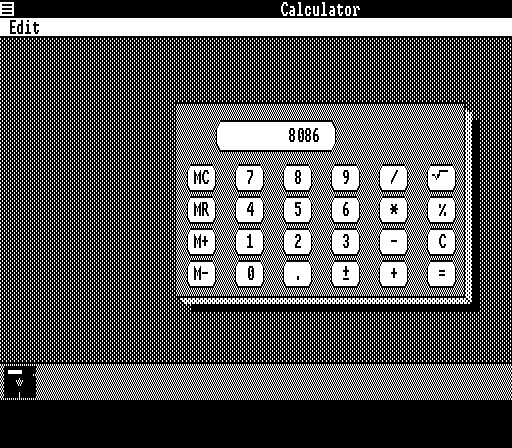 Calculator
Edit
8086
MC 7 8 9 / √
MR 4 5 6 * %
M+ 1 2 3 - C
M- 0 . ± + =